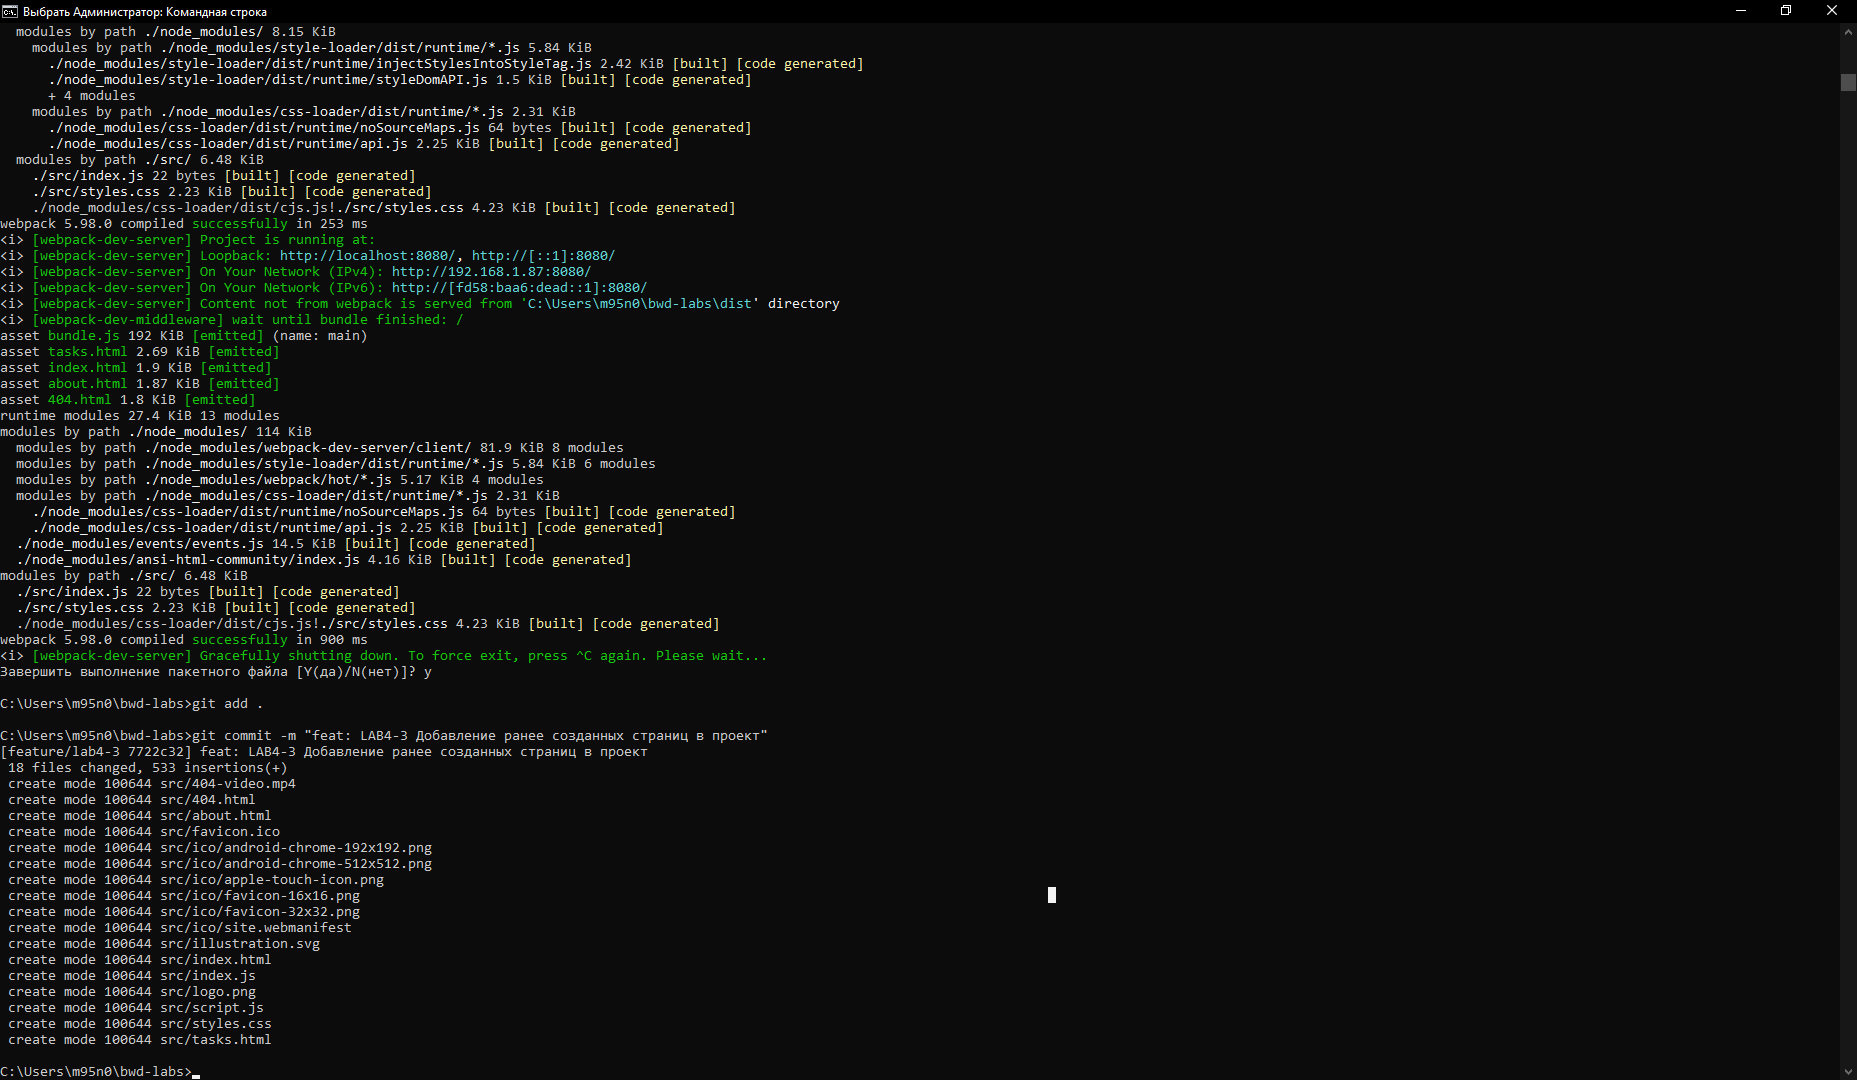 Выбрать Администратор: Командная строка
modules by path ./node_modules/ 8.15 KiB
modules by path ./node_modules/style-loader/dist/runtime/*.js 5.84 KiB
./node_modules/style-loader/dist/runtime/injectStylesIntoStyleTag.js 2.42 KiB [built] [code generated]
./node_modules/style-loader/dist/runtime/styleDomAPI.js 1.5 KiB [built] [code generated]
+ 4 modules
modules by path ./node_modules/css-loader/dist/runtime/*.js 2.31 KiB
./node_modules/css-loader/dist/runtime/noSourceMaps.js 64 bytes [built] [code generated]
./node_modules/css-loader/dist/runtime/api.js 2.25 KiB [built] [code generated]
modules by path ./src/ 6.48 KiB
./src/index.js 22 bytes [built] [code generated]
./src/styles.css 2.23 KiB [built] [code generated]
./node_modules/css-loader/dist/cjs.js!./src/styles.css 4.23 KiB [built] [code generated]
webpack 5.98.0 compiled successfully in 253 ms
<i> [webpack-dev-server] Project is running at:
<i> [webpack-dev-server] Loopback: http://localhost:8080/, http://[::1]:8080/
<i> [webpack-dev-server] On Your Network (IPv4): http://192.168.1.87:8080/
<i> [webpack-dev-server] On Your Network (IPv6): http://[fd58:baa6:dead::1]:8080/
<i> [webpack-dev-server] Content not from webpack is served from 'C:\Users\m95n0\bwd-labs\dist' directory
<i> [webpack-dev-middleware] wait until bundle finished: /
asset bundle.js 192 KiB [emitted] (name: main)
asset tasks.html 2.69 KiB [emitted]
asset index.html 1.9 KiB [emitted]
asset about.html 1.87 KiB [emitted]
asset 404.html 1.8 KiB [emitted]
runtime modules 27.4 KiB 13 modules
modules by path ./node_modules/ 114 KiB
modules by path ./node_modules/webpack-dev-server/client/ 81.9 KiB 8 modules
modules by path ./node_modules/style-loader/dist/runtime/*.js 5.84 KiB 6 modules
modules by path ./node_modules/webpack/hot/*.js 5.17 KiB 4 modules
modules by path ./node_modules/css-loader/dist/runtime/*.js 2.31 KiB
./node_modules/css-loader/dist/runtime/noSourceMaps.js 64 bytes [built] [code generated]
./node_modules/css-loader/dist/runtime/api.js 2.25 KiB [built] [code generated]
./node_modules/events/events.js 14.5 KiB [built] [code generated]
./node_modules/ansi-html-community/index.js 4.16 KiB [built] [code generated]
modules by path ./src/ 6.48 KiB
./src/index.js 22 bytes [built] [code generated]
./src/styles.css 2.23 KiB [built] [code generated]
./node_modules/css-loader/dist/cjs.js!./src/styles.css 4.23 KiB [built] [code generated]
webpack 5.98.0 compiled successfully in 900 ms
<i> [webpack-dev-server] Gracefully shutting down. To force exit, press ^C again. Please wait...
Завершить выполнение пакетного файла [Y(да)/N(нет)]? y
C:\Users\m95n0\bwd-labs>git add .
C:\Users\m95n0\bwd-labs>git commit -m "feat: LAB4-3 Добавление ранее созданных страниц в проект"
[feature/lab4-3 7722c32] feat: LAB4-3 Добавление ранее созданных страниц в проект
18 files changed, 533 insertions(+)
create mode 100644 src/404-video.mp4
create mode 100644 src/404.html
create mode 100644 src/about.html
create mode 100644 src/favicon.ico
create mode 100644 src/ico/android-chrome-192x192.png
create mode 100644 src/ico/android-chrome-512x512.png
create mode 100644 src/ico/apple-touch-icon.png
create mode 100644 src/ico/favicon-16x16.png
create mode 100644 src/ico/favicon-32x32.png
create mode 100644 src/ico/site.webmanifest
create mode 100644 src/illustration.svg
create mode 100644 src/index.html
create mode 100644 src/index.js
create mode 100644 src/logo.png
create mode 100644 src/script.js
create mode 100644 src/styles.css
create mode 100644 src/tasks.html
C:\Users\m95n0\bwd-labs>